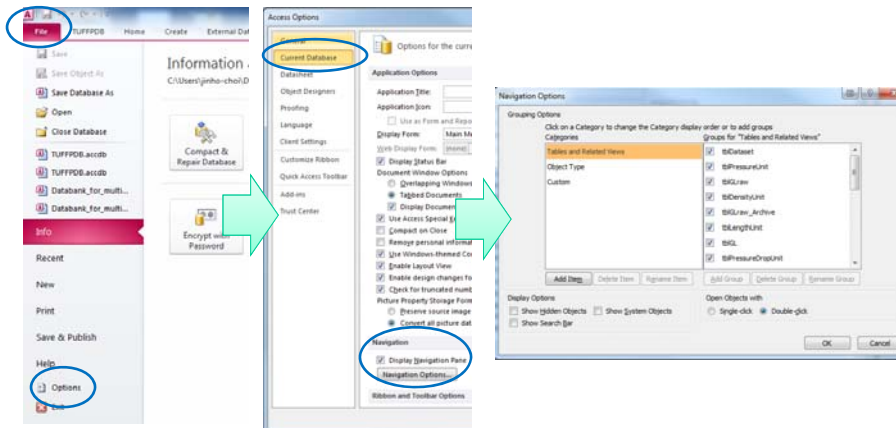 File TUFFPDB Home Create External Dat
Save
Save Object As
Save Database As
Open
Close Database
TUFFPDB.accdb
TUFFPDB.accdb
Databank_for_multi...
Databank_for_multi...
Info
Recent
New
Print
Save & Publish
Help
Options
Exit
Information
C:\Users\jinho-choi\D
Compact &
Repair Database
Encrypt with
Password
Access Options
General
Current Database
Datasheet
Object Designers
Proofing
Language
Client Settings
Customize Ribbon
Quick Access Toolbar
Add-ins
Trust Center
Options for the curre
Application Options
Application Title:
Application Icon:
Use as Form and Repo
Display Form: Main Me
Web Display Form: (none)
Display Status Bar
Document Window Options
Overlapping Windows
Tabbed Documents
Display Documen
Use Access Special
Compact on Close
Remove personal informat
Use Windows-themed Co
Enable Layout View
Enable design changes fo
Check for truncated numb
Picture Property Storage Form
Preserve source image
Convert all picture dat
Navigation
Display Navigation Pane
Navigation Options...
Ribbon and Toolbar Options
Navigation Options
Grouping Options
Click on a Category to change the Category display order or to add groups
Categories
Groups for "Tables and Related Views"
Tables and Related Views
Object Type
Custom
tblDataset
tblPressureUnit
tblGLraw
tblDensityUnit
tblGLraw_Archive
tblLengthUnit
tblGL
tblPressureDropUnit
Add Item Delete Item Rename Item
Add Group Delete Group Rename Group
Display Options
Show Hidden Objects Show System Objects
Show Search Bar
Open Objects with
Single-click Double-click
OK Cancel